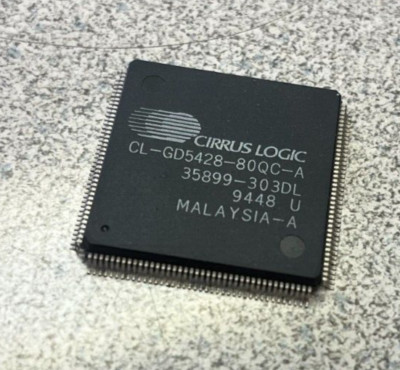 CIRRUS LOGIC
CL-GD5428-80QC-A
35899-303DL
9448 U
MALAYSIA-A